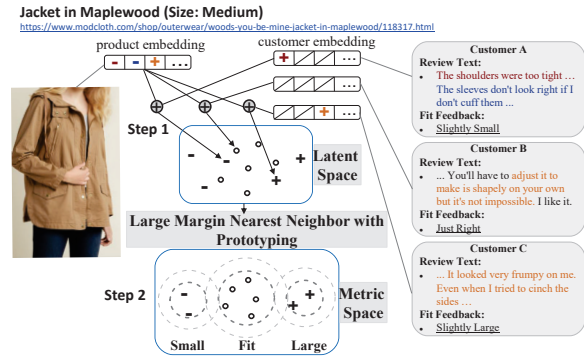 Jacket in Maplewood (Size: Medium)
https://www.modcloth.com/shop/outerwear/woods-you-be-mine-jacket-in-maplewood/118317.html
product embedding
- - + ...
customer embedding
+ ...
...
+ ...
Step 1
Latent
Space
Large Margin Nearest Neighbor with
Prototyping
Step 2
Metric
Space
Small Fit Large
Customer A
Review Text:
• The shoulders were too tight ...
The sleeves don't look right if I
don't cuff them ...
Fit Feedback:
• Slightly Small
Customer B
Review Text:
• ... You'll have to adjust it to
make is shapely on your own
but it's not impossible. I like it.
Fit Feedback:
• Just Right
Customer C
Review Text:
• ... It looked very frumpy on me.
Even when I tried to cinch the
sides ...
Fit Feedback:
• Slightly Large